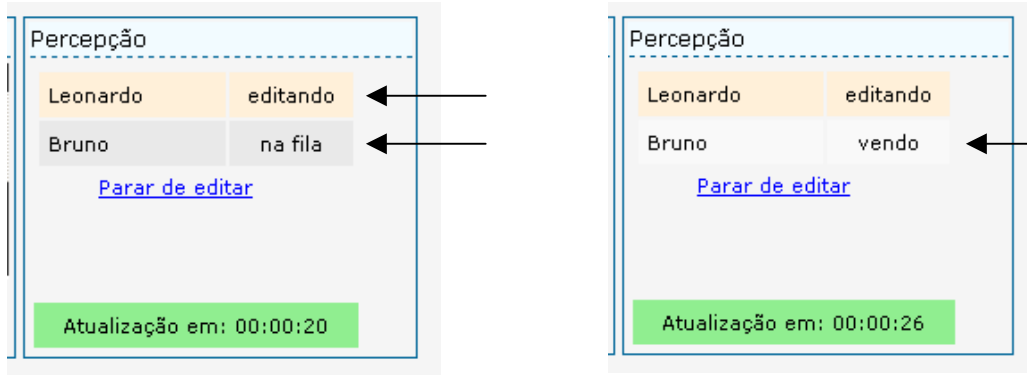 Percepção
Leonardo editando
Bruno na fila
Parar de editar
Atualização em: 00:00:20
Percepção
Leonardo editando
Bruno vendo
Parar de editar
Atualização em: 00:00:26